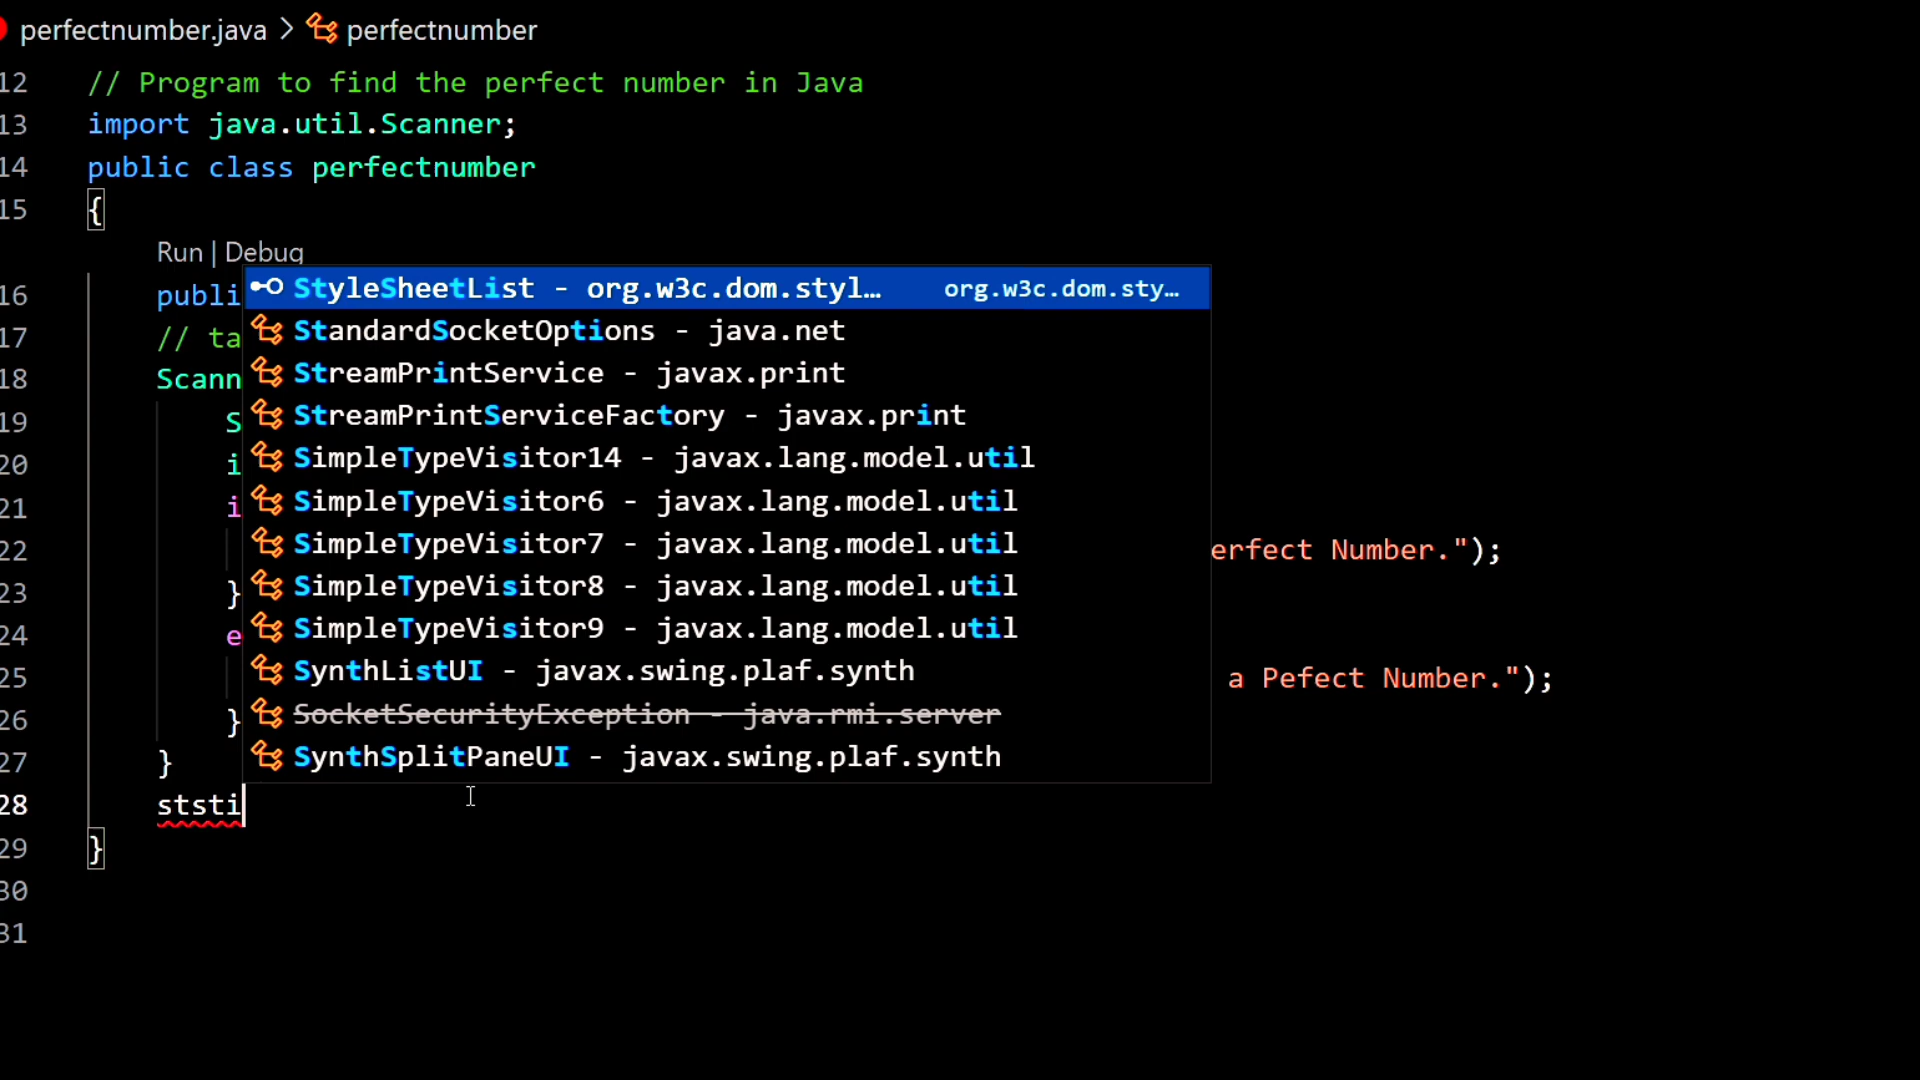 perfectnumber.java > perfectnumber
12 // Program to find the perfect number in Java
13 import java.util.Scanner;
14 public class perfectnumber
15 {
Run | Debug
16 publi
17 // ta
18 Scann
19 S
20 i
21 i
22 erfect Number.");
23 }
24 e
25 a Pefect Number.");
26 }
27 }
28 ststi
29 }
30
31
StyleSheetList - org.w3c.dom.styl… org.w3c.dom.sty…
StandardSocketOptions - java.net
StreamPrintService - javax.print
StreamPrintServiceFactory - javax.print
SimpleTypeVisitor14 - javax.lang.model.util
SimpleTypeVisitor6 - javax.lang.model.util
SimpleTypeVisitor7 - javax.lang.model.util
SimpleTypeVisitor8 - javax.lang.model.util
SimpleTypeVisitor9 - javax.lang.model.util
SynthListUI - javax.swing.plaf.synth
SocketSecurityException - java.rmi.server
SynthSplitPaneUI - javax.swing.plaf.synth